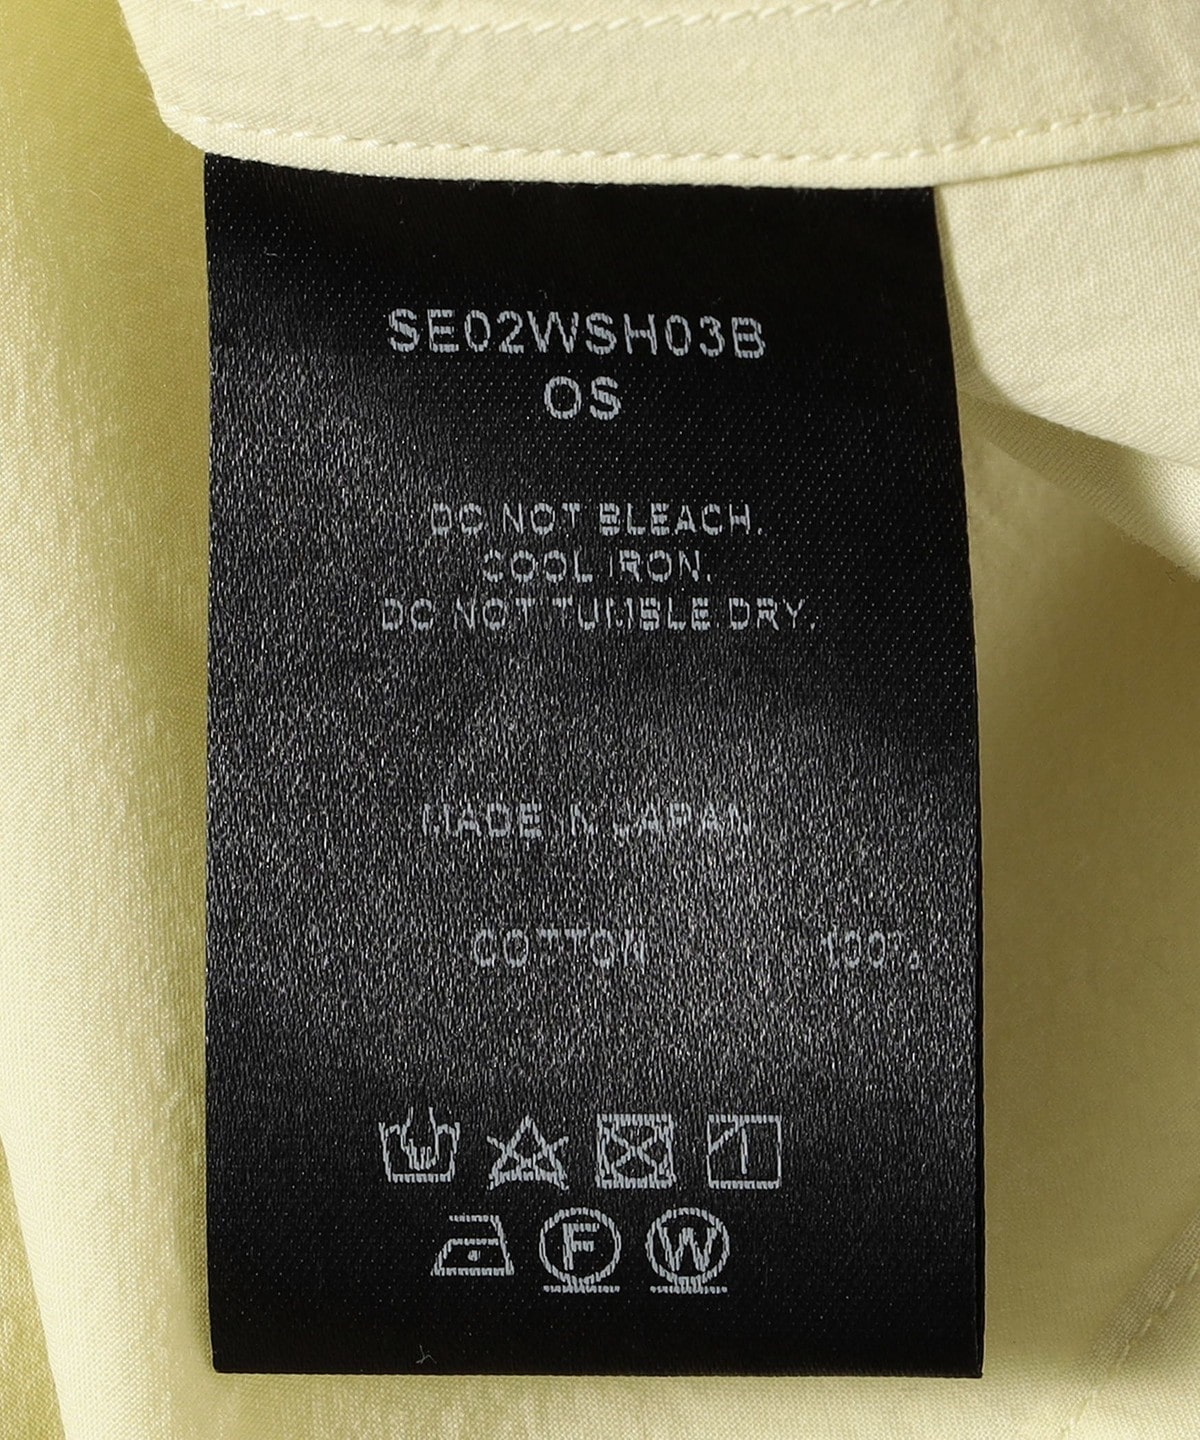 SE02WSH03B
OS
DO NOT BLEACH.
COOL IRON.
DO NOT TUMBLE DRY.
MADE IN JAPAN
COTTON 100%
F W